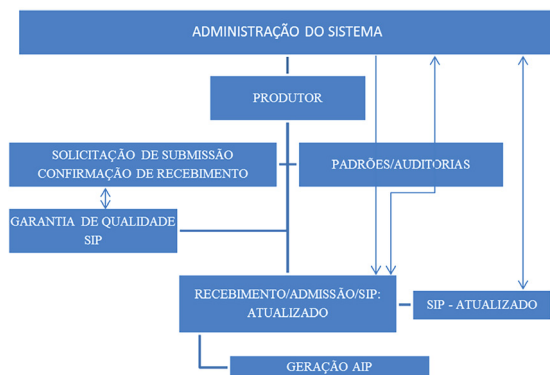 ADMINISTRAÇÃO DO SISTEMA
PRODUTOR
SOLICITAÇÃO DE SUBMISSÃO
CONFIRMAÇÃO DE RECEBIMENTO
PADRÕES/AUDITORIAS
GARANTIA DE QUALIDADE
SIP
RECEBIMENTO/ADMISSÃO/SIP:
ATUALIZADO
SIP - ATUALIZADO
GERAÇÃO AIP